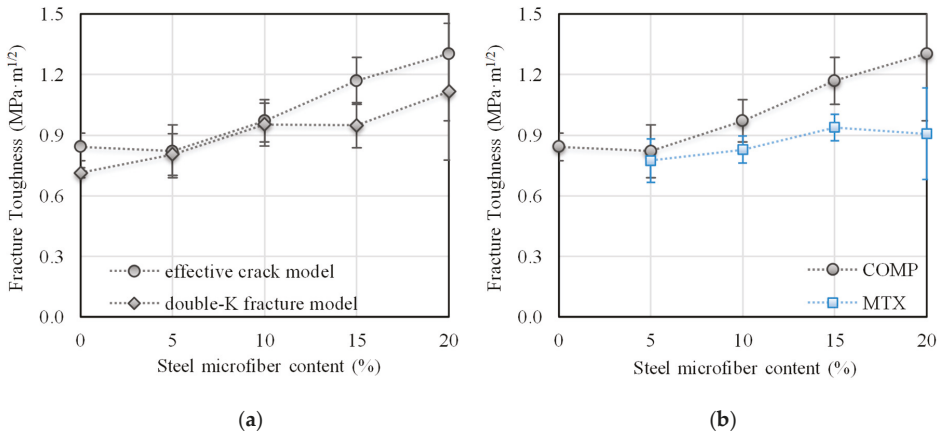 Fracture Toughness (MPa·m1/2)
1.5
1.2
0.9
0.6
0.3
0.0
effective crack model
double-K fracture model
0 5 10 15 20
Steel microfiber content (%)
(a)
Fracture Toughness (MPa·m1/2)
1.5
1.2
0.9
0.6
0.3
0.0
COMP
MTX
0 5 10 15 20
Steel microfiber content (%)
(b)